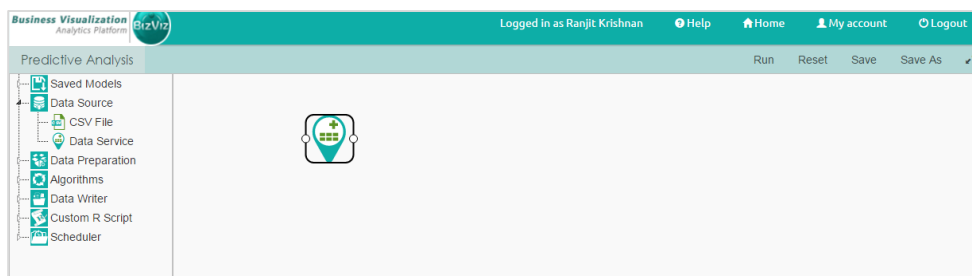 Business Visualization
Analytics Platform
BizViz
Logged in as Ranjit Krishnan Help Home My account Logout
Predictive Analysis Run Reset Save Save As
Saved Models
Data Source
CSV File
Data Service
Data Preparation
Algorithms
Data Writer
Custom R Script
Scheduler